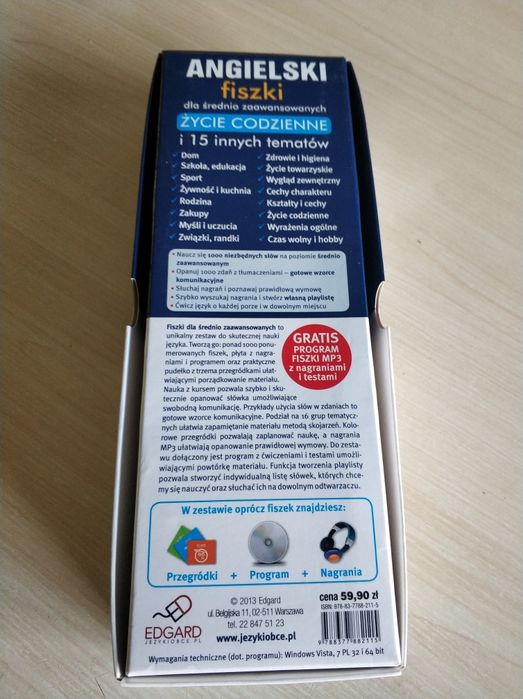 ANGIELSKI
fiszki
dla średnio zaawansowanych
ŻYCIE CODZIENNE
i 15 innych tematów
✓ Dom
✓ Szkoła, edukacja
✓ Sport
✓ Żywność i kuchnia
✓ Rodzina
✓ Zakupy
✓ Myśli i uczucia
✓ Związki, randki
✓ Zdrowie i higiena
✓ Życie towarzyskie
✓ Wygląd zewnętrzny
✓ Cechy charakteru
✓ Kształty i cechy
✓ Życie codzienne
✓ Wyrażenia ogólne
✓ Czas wolny i hobby
• Naucz się 1000 niezbędnych słów na poziomie średnio
zaawansowanym
• Opanuj 1000 zdań z tłumaczeniami – gotowe wzorce
komunikacyjne
• Słuchaj nagrań i poznawaj prawidłową wymowę
• Szybko wyszukaj nagrania i stwórz własną playlistę
• Ćwicz język o każdej porze i w dowolnym miejscu
Fiszki dla średnio zaawansowanych to
unikalny zestaw do skutecznej nauki
języka. Tworzą go: ponad 1000 ponu-
merowanych fiszek, płyta z nagra-
niami i programem oraz praktyczne
pudełko z trzema przegródkami ułat-
wiającymi porządkowanie materiału.
Nauka z kursem pozwala szybko i sku-
tecznie opanować słówka umożliwiające
swobodną komunikację. Przykłady użycia słów w zdaniach to
gotowe wzorce komunikacyjne. Podział na 16 grup tematycz-
nych ułatwia zapamiętanie materiału metodą skojarzeń. Kolo-
rowe przegródki pozwalają zaplanować naukę, a nagrania
MP3 ułatwiają opanowanie prawidłowej wymowy. Do zesta-
wu dołączony jest program z ćwiczeniami i testami umożli-
wiającymi powtórkę materiału. Funkcja tworzenia playlisty
pozwala stworzyć indywidualną listę słówek, których chce-
my się nauczyć oraz słuchać ich na dowolnym odtwarzaczu.
GRATIS
PROGRAM
FISZKI MP3
z nagraniami
i testami
W zestawie oprócz fiszek znajdziesz:
Przegródki + Program + Nagrania
EDGARD
JEZYKIOBCE.PL
© 2013 Edgard
ul. Belgijska 11, 02-511 Warszawa
tel. 22 847 51 23
www.jezykiobce.pl
cena 59,90 zł
ISBN: 978-83-7788-211-5
9788377882115
Wymagania techniczne (dot. programu): Windows Vista, 7 PL 32 i 64 bit